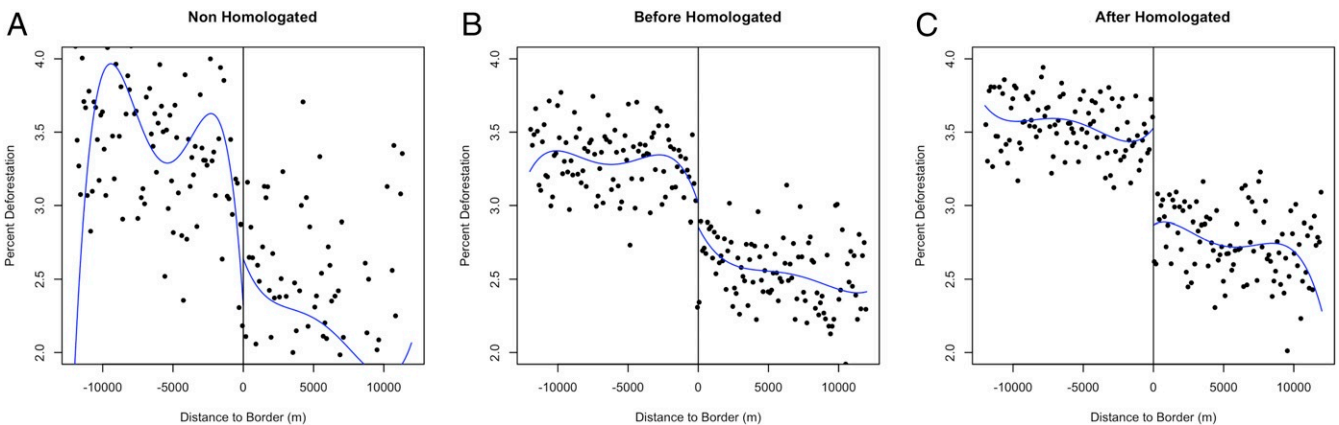 A
Non Homologated
Percent Deforestation
4.0
3.5
3.0
2.5
2.0
-10000 -5000 0 5000 10000
Distance to Border (m)
B
Before Homologated
Percent Deforestation
4.0
3.5
3.0
2.5
2.0
-10000 -5000 0 5000 10000
Distance to Border (m)
C
After Homologated
Percent Deforestation
4.0
3.5
3.0
2.5
2.0
-10000 -5000 0 5000 10000
Distance to Border (m)